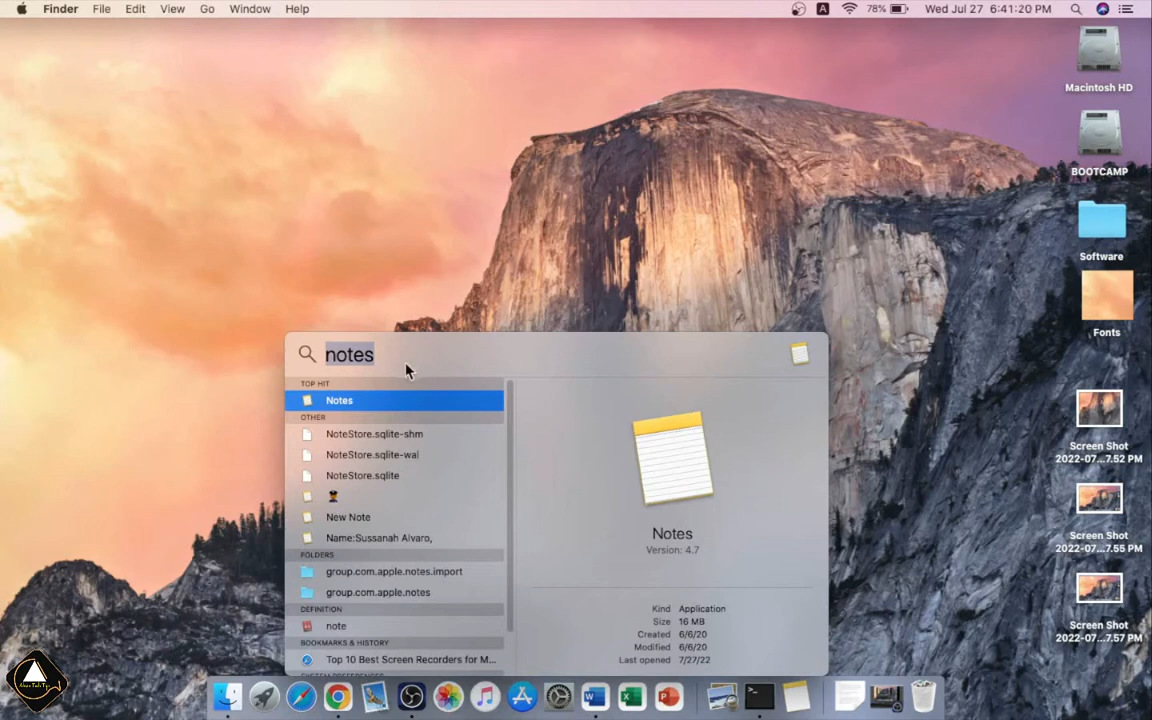 Finder File Edit View Go Window Help A 78% Wed Jul 27 6:41:20 PM
Macintosh HD
BOOTCAMP
Software
Fonts
Screen Shot
2022-07...7.52 PM
Screen Shot
2022-07...7.55 PM
Screen Shot
2022-07...7.57 PM
notes
TOP HIT
Notes
OTHER
NoteStore.sqlite-shm
NoteStore.sqlite-wal
NoteStore.sqlite
New Note
Name:Sussanah Alvaro,
FOLDERS
group.com.apple.notes.import
group.com.apple.notes
DEFINITION
note
BOOKMARKS & HISTORY
Top 10 Best Screen Recorders for M...
Notes
Version: 4.7
Kind Application
Size 16 MB
Created 6/6/20
Modified 6/6/20
Last opened 7/27/22